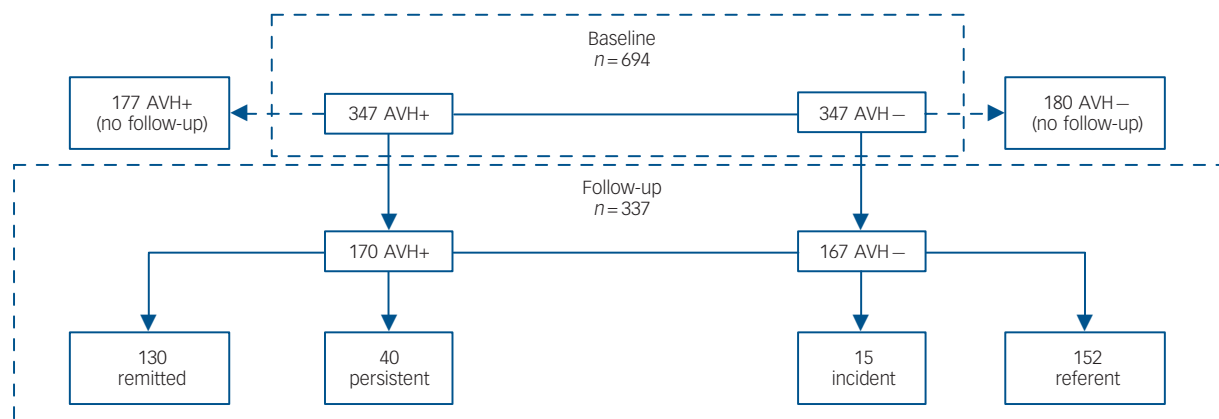 Baseline
n=694
177 AVH+
(no follow-up)
347 AVH+
347 AVH−
180 AVH−
(no follow-up)
Follow-up
n=337
170 AVH+
167 AVH−
130
remitted
40
persistent
15
incident
152
referent